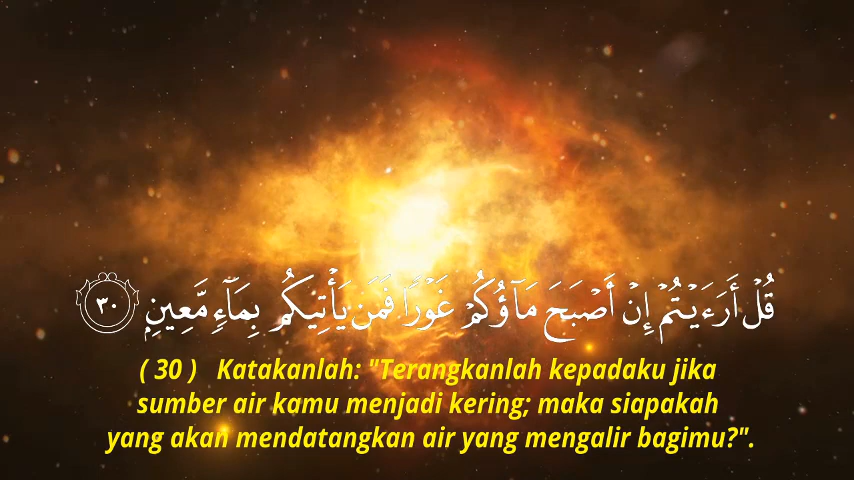 قُلْ أَرَءَيْتُمْ إِنْ أَصْبَحَ مَآؤُكُمْ غَوْرًا فَمَن يَأْتِيكُم بِمَآءٍ مَّعِينٍۭ ٣٠
( 30 ) Katakanlah: "Terangkanlah kepadaku jika
sumber air kamu menjadi kering; maka siapakah
yang akan mendatangkan air yang mengalir bagimu?".